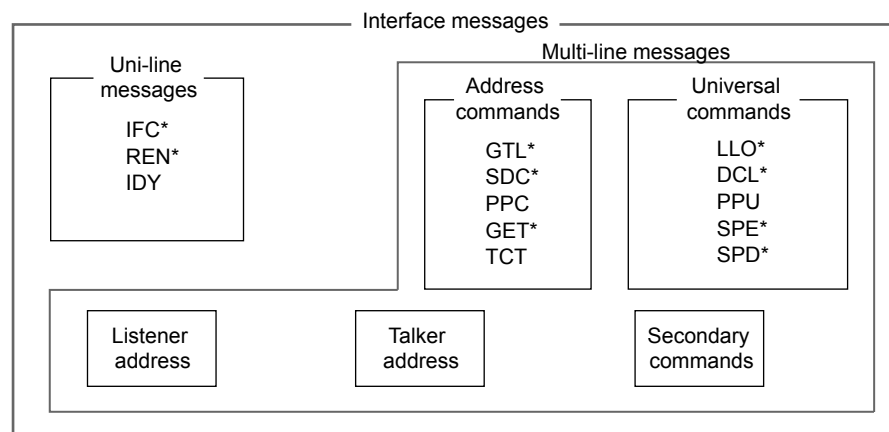 Interface messages
Uni-line
messages
IFC*
REN*
IDY
Multi-line messages
Address
commands
GTL*
SDC*
PPC
GET*
TCT
Universal
commands
LLO*
DCL*
PPU
SPE*
SPD*
Listener
address
Talker
address
Secondary
commands